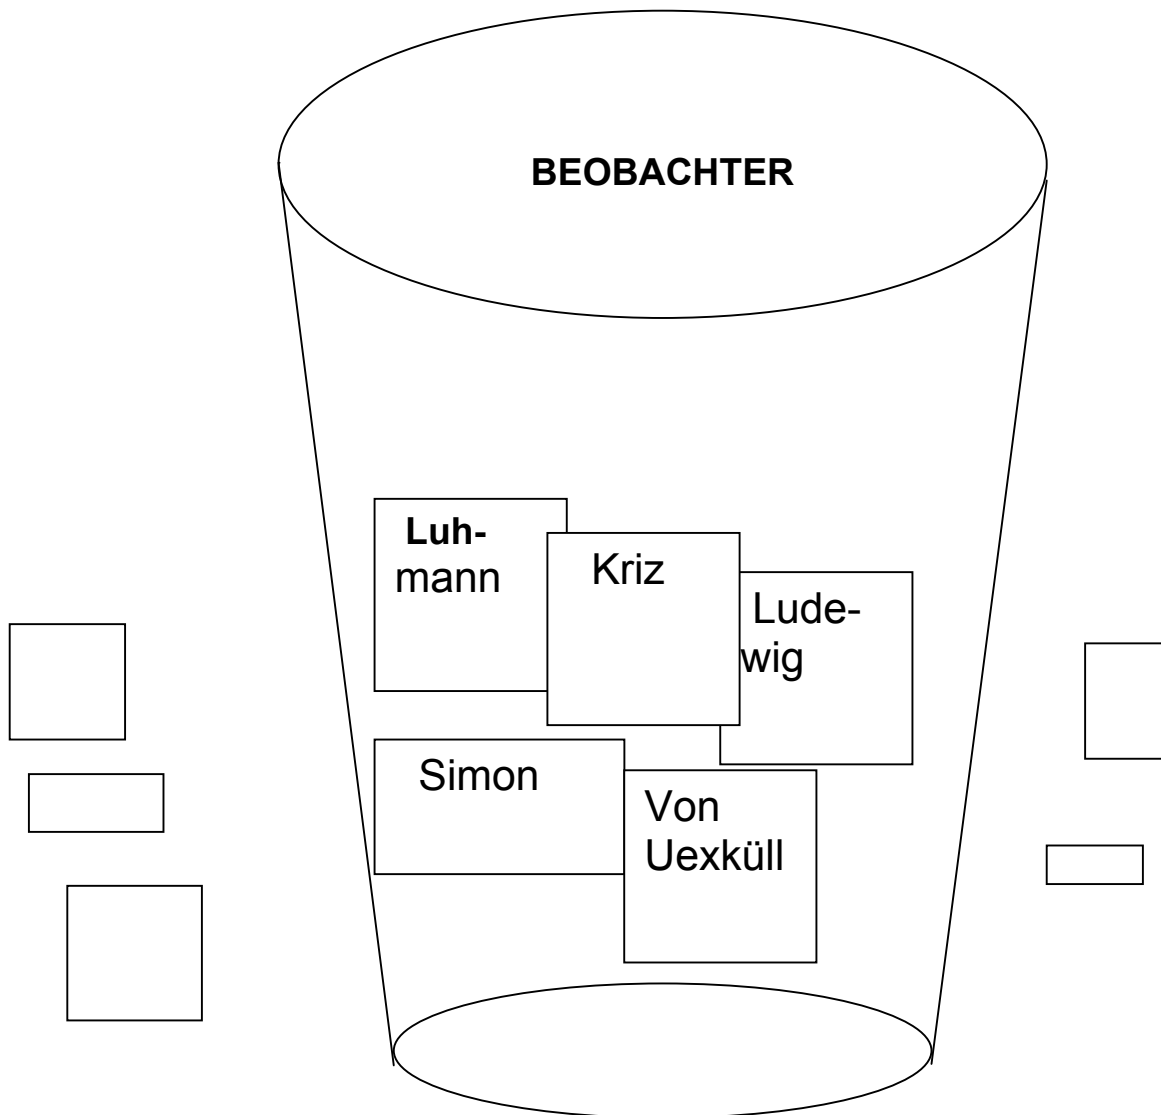 BEOBACHTER
Luh-
mann
Kriz
Lude-
wig
Simon
Von
Uexküll